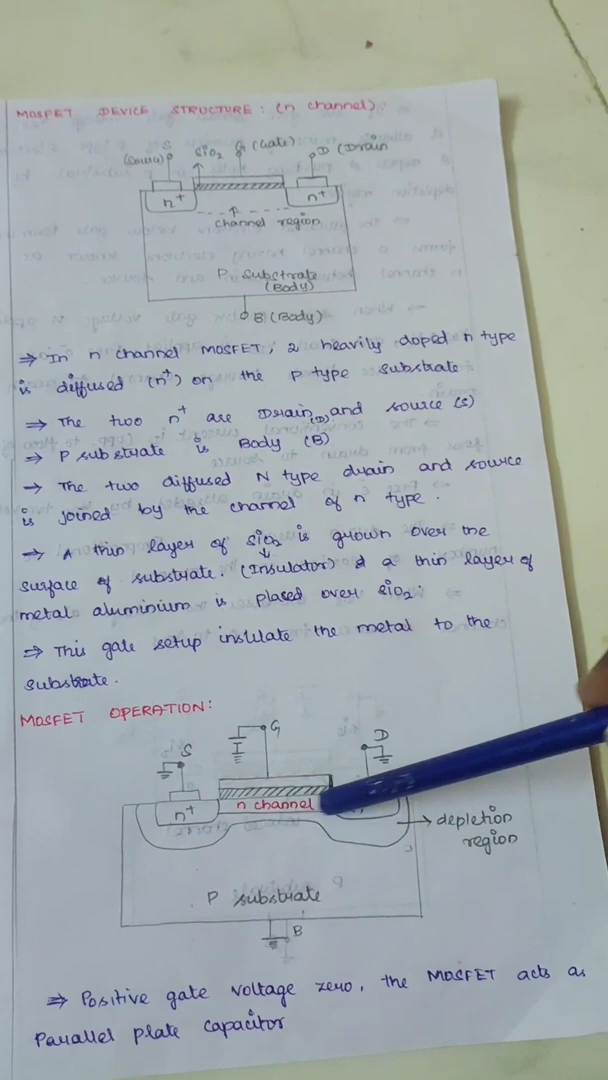 MOSFET DEVICE STRUCTURE: (n channel):
S
(Source)
SiO2
G (Gate)
D (Drain
n+
n+
channel region
P substrate
(Body)
B (Body)
⇒ In n channel MOSFET, 2 heavily doped n type
is diffused (n+) on the P type substrate
⇒ The two n+ are Drain(D) and source (S)
⇒ P substrate is Body (B)
→ The two diffused N type drain and source
is joined by the channel of n type.
⇒ A thin layer of SiO2 is grown over the
surface of substrate. (Insulator) & a thin layer of
metal aluminium is plased over SiO2.
⇒ This gate setup instulate the metal to the
substrate.
MOSFET OPERATION:
G
S
D
n channel
n+
→ depletion
region
P substrate
B
⇒ Positive gate voltage zero, the MOSFET acts as
Parallel plate capacitor